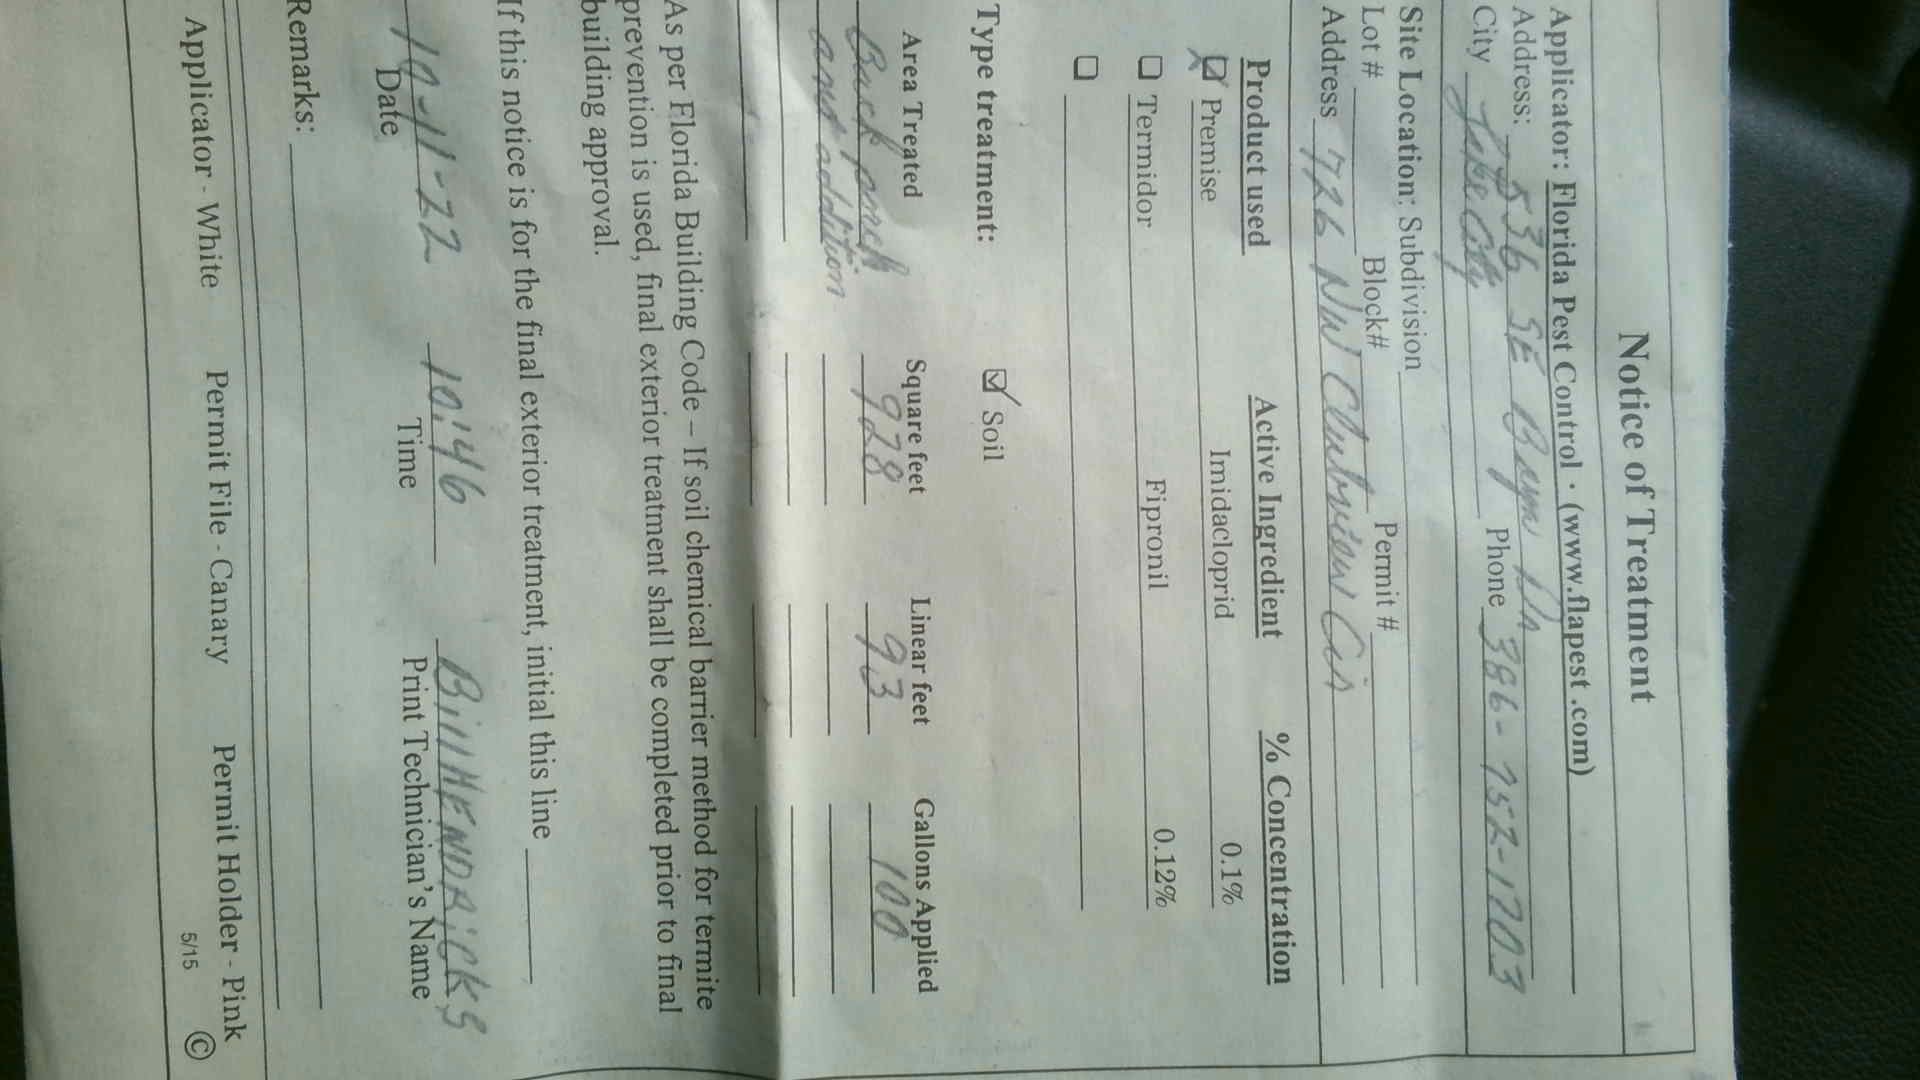 Notice of Treatment
Applicator: Florida Pest Control · (www.flapest.com)
Address: 536 SE Baya Dr
City Lake City Phone 386-752-1703
Site Location: Subdivision
Lot # Block# Permit #
Address 726 NW Clubview Cir
Product used Active Ingredient % Concentration
Premise Imidacloprid 0.1%
Termidor Fipronil 0.12%
Type treatment: Soil
Area Treated Square feet Linear feet Gallons Applied
Back porch 928 93 100
and addition
As per Florida Building Code – If soil chemical barrier method for termite
prevention is used, final exterior treatment shall be completed prior to final
building approval.
If this notice is for the final exterior treatment, initial this line
10-11-22 10:46 Bill HENDRICKS
Date Time Print Technician's Name
Remarks:
Applicator - White Permit File - Canary Permit Holder - Pink
5/15 ©